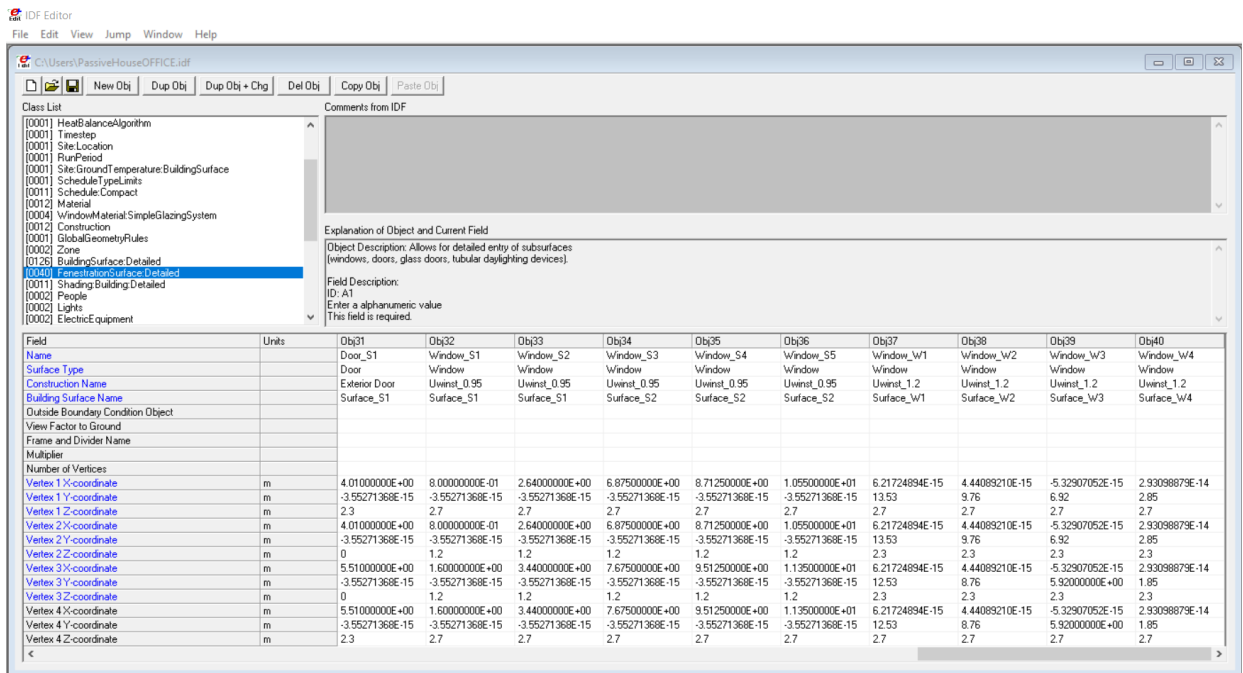 IDF Editor
File Edit View Jump Window Help
C:\Users\PassiveHouseOFFICE.idf
New Obj Dup Obj Dup Obj + Chg Del Obj Copy Obj Paste Obj
Class List
[0001] HeatBalanceAlgorithm
[0001] Timestep
[0001] Site:Location
[0001] RunPeriod
[0001] Site:GroundTemperature:BuildingSurface
[0001] ScheduleTypeLimits
[0011] Schedule:Compact
[0012] Material
[0004] WindowMaterial:SimpleGlazingSystem
[0012] Construction
[0001] GlobalGeometryRules
[0002] Zone
[0126] BuildingSurface:Detailed
[0040] FenestrationSurface:Detailed
[0011] Shading:Building:Detailed
[0002] People
[0002] Lights
[0002] ElectricEquipment
Comments from IDF
Explanation of Object and Current Field
Object Description: Allows for detailed entry of subsurfaces
(windows, doors, glass doors, tubular daylighting devices).
Field Description:
ID: A1
Enter a alphanumeric value
This field is required.
Field Units Obj31 Obj32 Obj33 Obj34 Obj35 Obj36 Obj37 Obj38 Obj39 Obj40
Name Door_S1 Window_S1 Window_S2 Window_S3 Window_S4 Window_S5 Window_W1 Window_W2 Window_W3 Window_W4
Surface Type Door Window Window Window Window Window Window Window Window Window
Construction Name Exterior Door Uwinst_0.95 Uwinst_0.95 Uwinst_0.95 Uwinst_0.95 Uwinst_0.95 Uwinst_1.2 Uwinst_1.2 Uwinst_1.2 Uwinst_1.2
Building Surface Name Surface_S1 Surface_S1 Surface_S1 Surface_S2 Surface_S2 Surface_S2 Surface_W1 Surface_W2 Surface_W3 Surface_W4
Outside Boundary Condition Object
View Factor to Ground
Frame and Divider Name
Multiplier
Number of Vertices
Vertex 1 X-coordinate m 4.01000000E+00 8.00000000E-01 2.64000000E+00 6.87500000E+00 8.71250000E+00 1.05500000E+01 6.21724894E-15 4.44089210E-15 -5.32907052E-15 2.93098879E-14
Vertex 1 Y-coordinate m -3.55271368E-15 -3.55271368E-15 -3.55271368E-15 -3.55271368E-15 -3.55271368E-15 -3.55271368E-15 13.53 9.76 6.92 2.85
Vertex 1 Z-coordinate m 2.3 2.7 2.7 2.7 2.7 2.7 2.7 2.7 2.7 2.7
Vertex 2 X-coordinate m 4.01000000E+00 8.00000000E-01 2.64000000E+00 6.87500000E+00 8.71250000E+00 1.05500000E+01 6.21724894E-15 4.44089210E-15 -5.32907052E-15 2.93098879E-14
Vertex 2 Y-coordinate m -3.55271368E-15 -3.55271368E-15 -3.55271368E-15 -3.55271368E-15 -3.55271368E-15 -3.55271368E-15 13.53 9.76 6.92 2.85
Vertex 2 Z-coordinate m 0 1.2 1.2 1.2 1.2 1.2 2.3 2.3 2.3 2.3
Vertex 3 X-coordinate m 5.51000000E+00 1.60000000E+00 3.44000000E+00 7.67500000E+00 9.51250000E+00 1.13500000E+01 6.21724894E-15 4.44089210E-15 -5.32907052E-15 2.93098879E-14
Vertex 3 Y-coordinate m -3.55271368E-15 -3.55271368E-15 -3.55271368E-15 -3.55271368E-15 -3.55271368E-15 -3.55271368E-15 12.53 8.76 5.92000000E+00 1.85
Vertex 3 Z-coordinate m 0 1.2 1.2 1.2 1.2 1.2 2.3 2.3 2.3 2.3
Vertex 4 X-coordinate m 5.51000000E+00 1.60000000E+00 3.44000000E+00 7.67500000E+00 9.51250000E+00 1.13500000E+01 6.21724894E-15 4.44089210E-15 -5.32907052E-15 2.93098879E-14
Vertex 4 Y-coordinate m -3.55271368E-15 -3.55271368E-15 -3.55271368E-15 -3.55271368E-15 -3.55271368E-15 -3.55271368E-15 12.53 8.76 5.92000000E+00 1.85
Vertex 4 Z-coordinate m 2.3 2.7 2.7 2.7 2.7 2.7 2.7 2.7 2.7 2.7